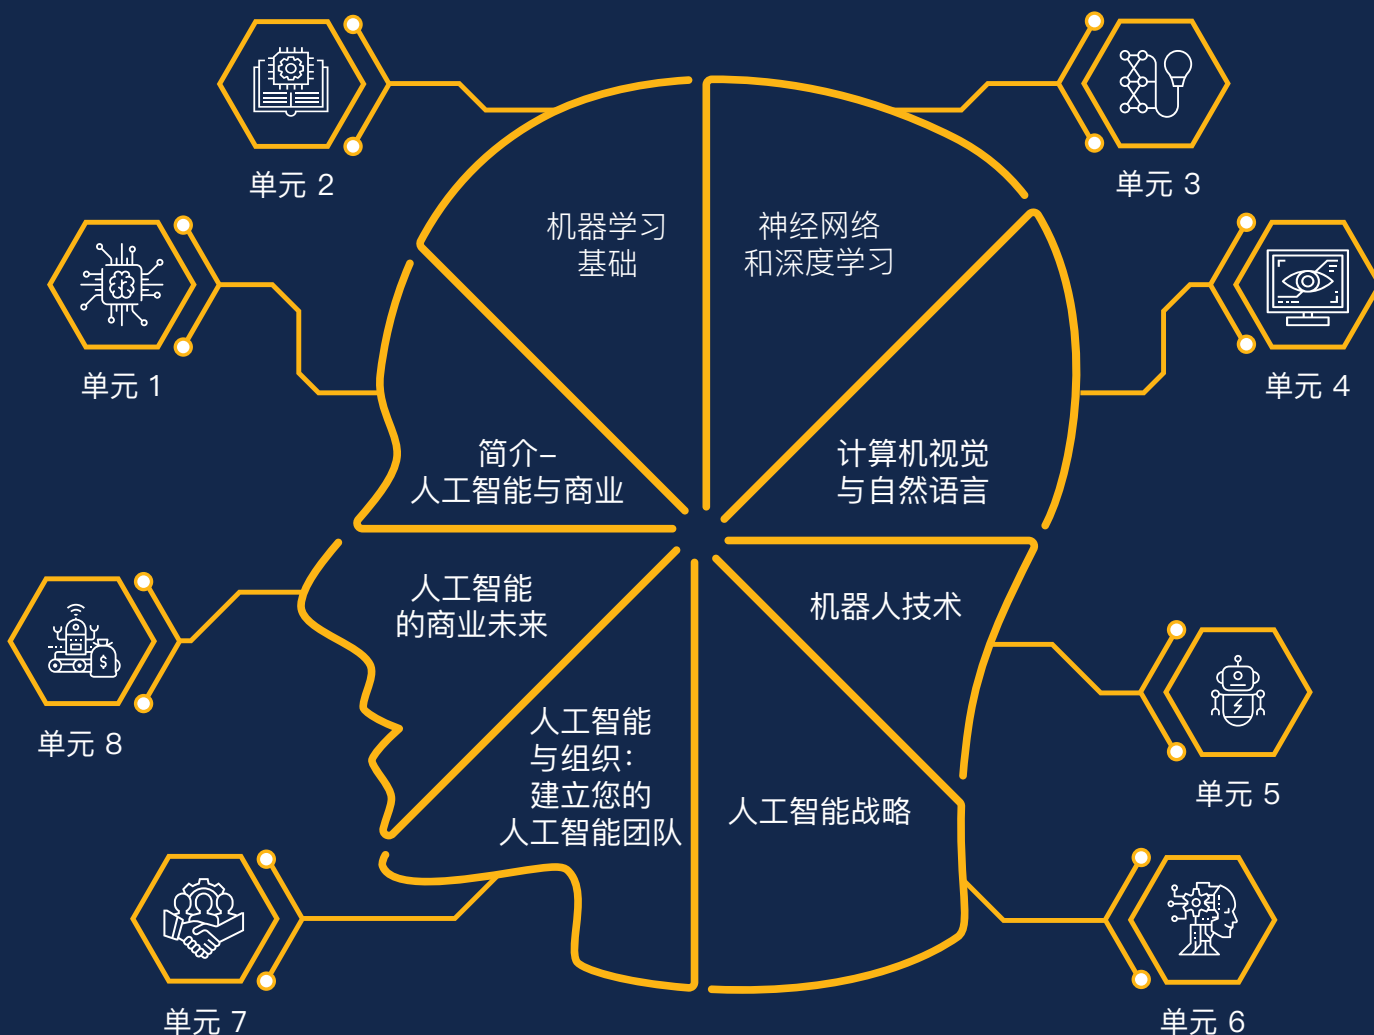 单元 2
单元 3
机器学习
基础
神经网络
和深度学习
单元 1
单元 4
简介–
人工智能与商业
计算机视觉
与自然语言
人工智能
的商业未来
机器人技术
单元 8
单元 5
人工智能
与组织：
建立您的
人工智能团队
人工智能战略
单元 7
单元 6